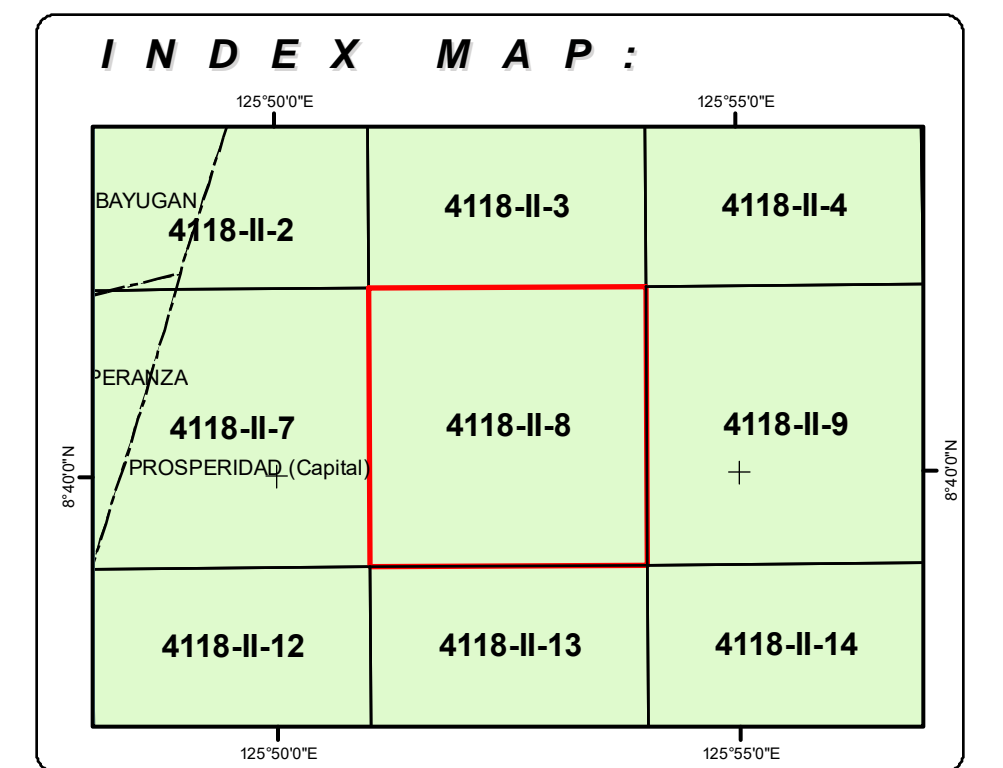 INDEX MAP:
125°50'0"E 125°55'0"E
BAYUGAN
4118-II-2 4118-II-3 4118-II-4
PERANZA
4118-II-7 4118-II-8 4118-II-9
PROSPERIDAD (Capital)
8°40'0"N 8°40'0"N
4118-II-12 4118-II-13 4118-II-14
125°50'0"E 125°55'0"E